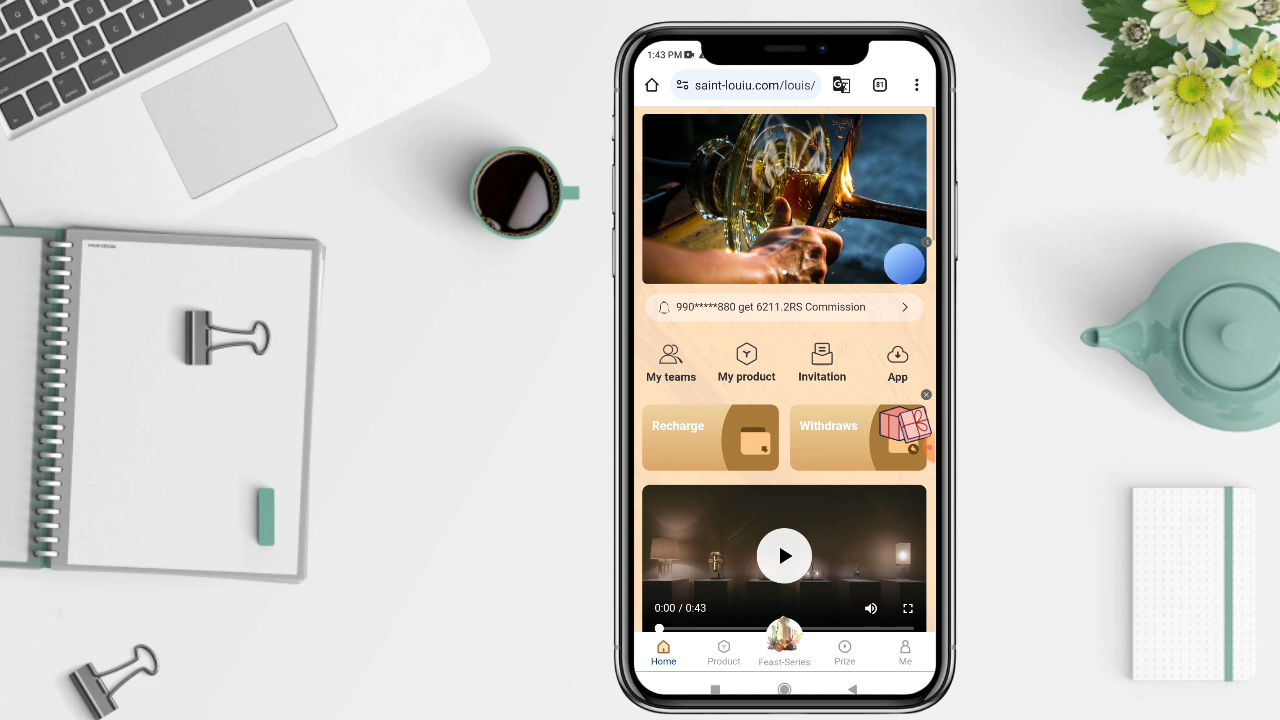 1:43 PM
saint-louiu.com/louis/
81
990*****880 get 6211.2RS Commission
My teams
My product
Invitation
App
Recharge
Withdraws
0:00 / 0:43
Home
Product
Feast-Series
Prize
Me